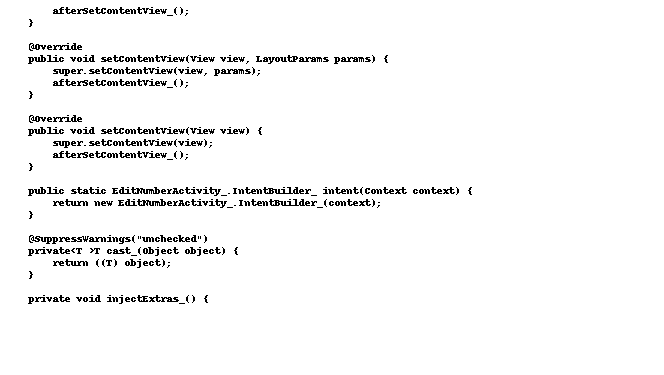 afterSetContentView_();
}
@Override
public void setContentView(View view, LayoutParams params) {
super.setContentView(view, params);
afterSetContentView_();
}
@Override
public void setContentView(View view) {
super.setContentView(view);
afterSetContentView_();
}
public static EditNumberActivity_.IntentBuilder_ intent(Context context) {
return new EditNumberActivity_.IntentBuilder_(context);
}
@SuppressWarnings("unchecked")
private<T >T cast_(Object object) {
return ((T) object);
}
private void injectExtras_() {